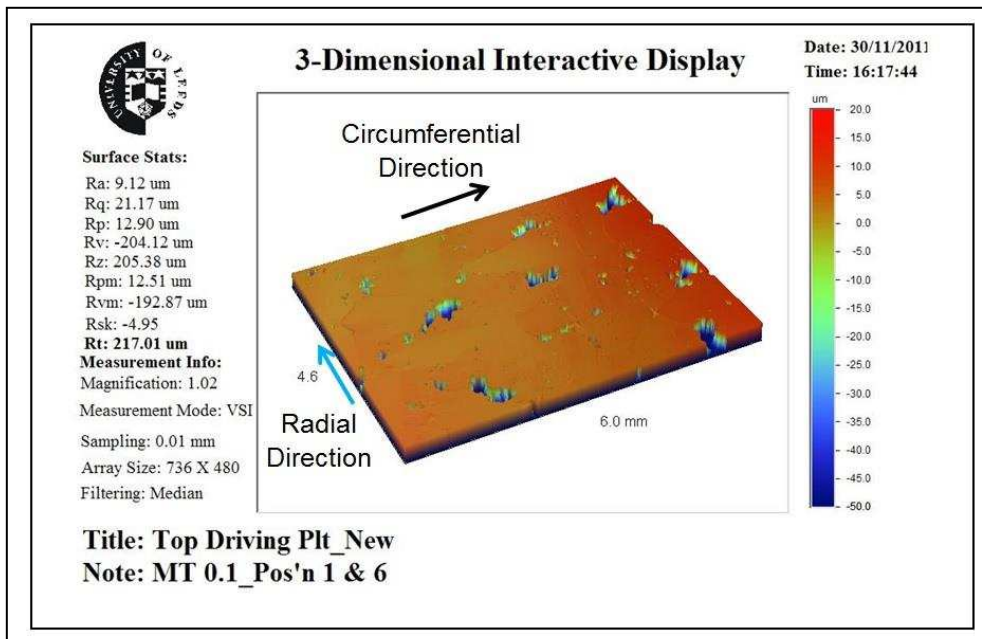 UNIVERSITY OF LEEDS
3-Dimensional Interactive Display
Date: 30/11/2011
Time: 16:17:44
Surface Stats:
Ra: 9.12 um
Rq: 21.17 um
Rp: 12.90 um
Rv: -204.12 um
Rz: 205.38 um
Rpm: 12.51 um
Rvm: -192.87 um
Rsk: -4.95
Rt: 217.01 um
Measurement Info:
Magnification: 1.02
Measurement Mode: VSI
Sampling: 0.01 mm
Array Size: 736 X 480
Filtering: Median
Circumferential
Direction
4.6
Radial
Direction
6.0 mm
um
20.0
15.0
10.0
5.0
0.0
-5.0
-10.0
-15.0
-20.0
-25.0
-30.0
-35.0
-40.0
-45.0
-50.0
Title: Top Driving Plt_New
Note: MT 0.1_Pos'n 1 & 6